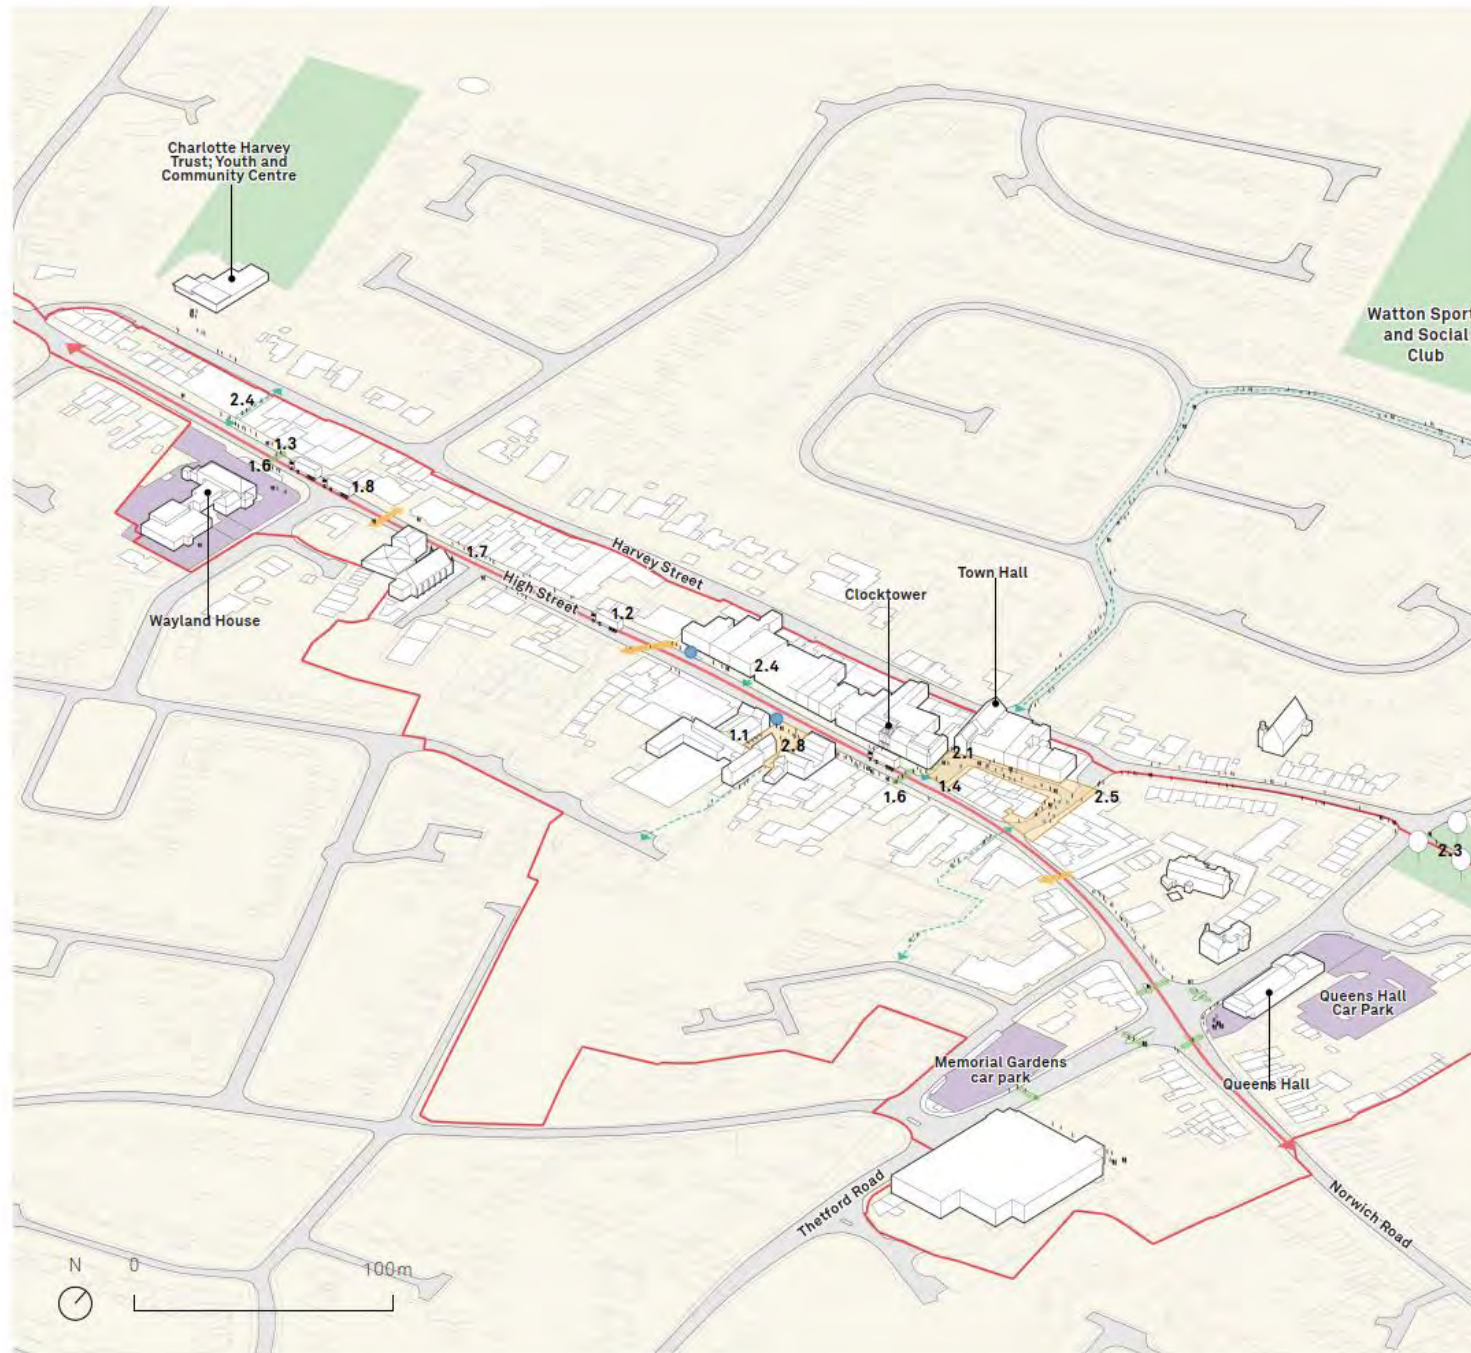 Charlotte Harvey
Trust; Youth and
Community Centre
Watton Sport
and Social
Club
2.4
1.3
1.6
1.8
Harvey Street
1.7
High Street
Town Hall
Clocktower
1.2
Wayland House
2.4
1.1
2.8
2.1
1.4
1.6
2.5
2.3
Queens Hall
Car Park
Memorial Gardens
car park
Queens Hall
Thetford Road
Norwich Road
N
0
100m